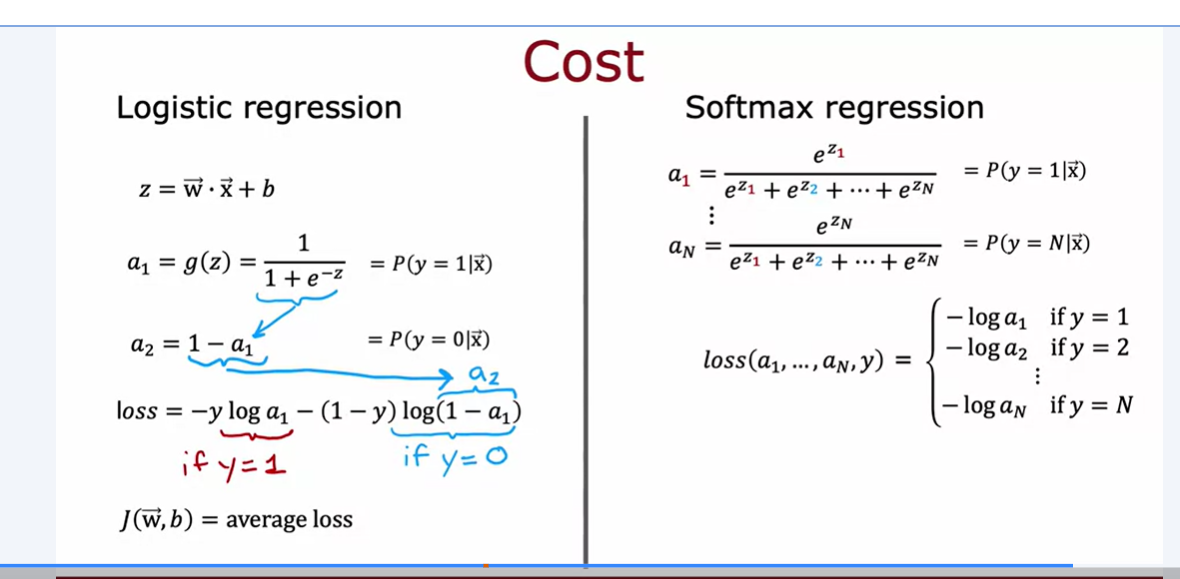 Cost
Logistic regression
z = w⃗ · x⃗ + b
a₁ = g(z) = 1 / (1 + e⁻ᶻ) = P(y = 1|x⃗)
a₂ = 1 − a₁ = P(y = 0|x⃗)
a₂
loss = −y log a₁ − (1 − y) log(1 − a₁)
if y = 1 if y = 0
J(w⃗, b) = average loss
Softmax regression
a₁ = e^z₁ / (e^z₁ + e^z₂ + ⋯ + e^z_N) = P(y = 1|x⃗)
⋮
a_N = e^z_N / (e^z₁ + e^z₂ + ⋯ + e^z_N) = P(y = N|x⃗)
loss(a₁, …, a_N, y) = {
− log a₁ if y = 1
− log a₂ if y = 2
⋮
− log a_N if y = N